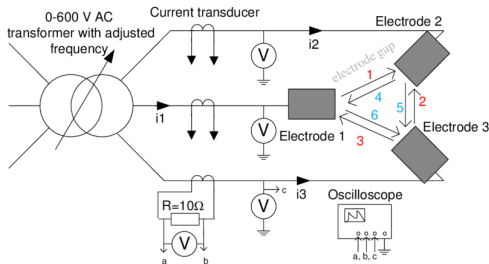 0-600 V AC
transformer with adjusted
frequency
Current transducer
i2
V
Electrode 2
electrode gap
1
4
i1
V
Electrode 1
6
3
5
2
Electrode 3
c
i3
V
R=10Ω
V
a
b
Oscilloscope
a, b, c